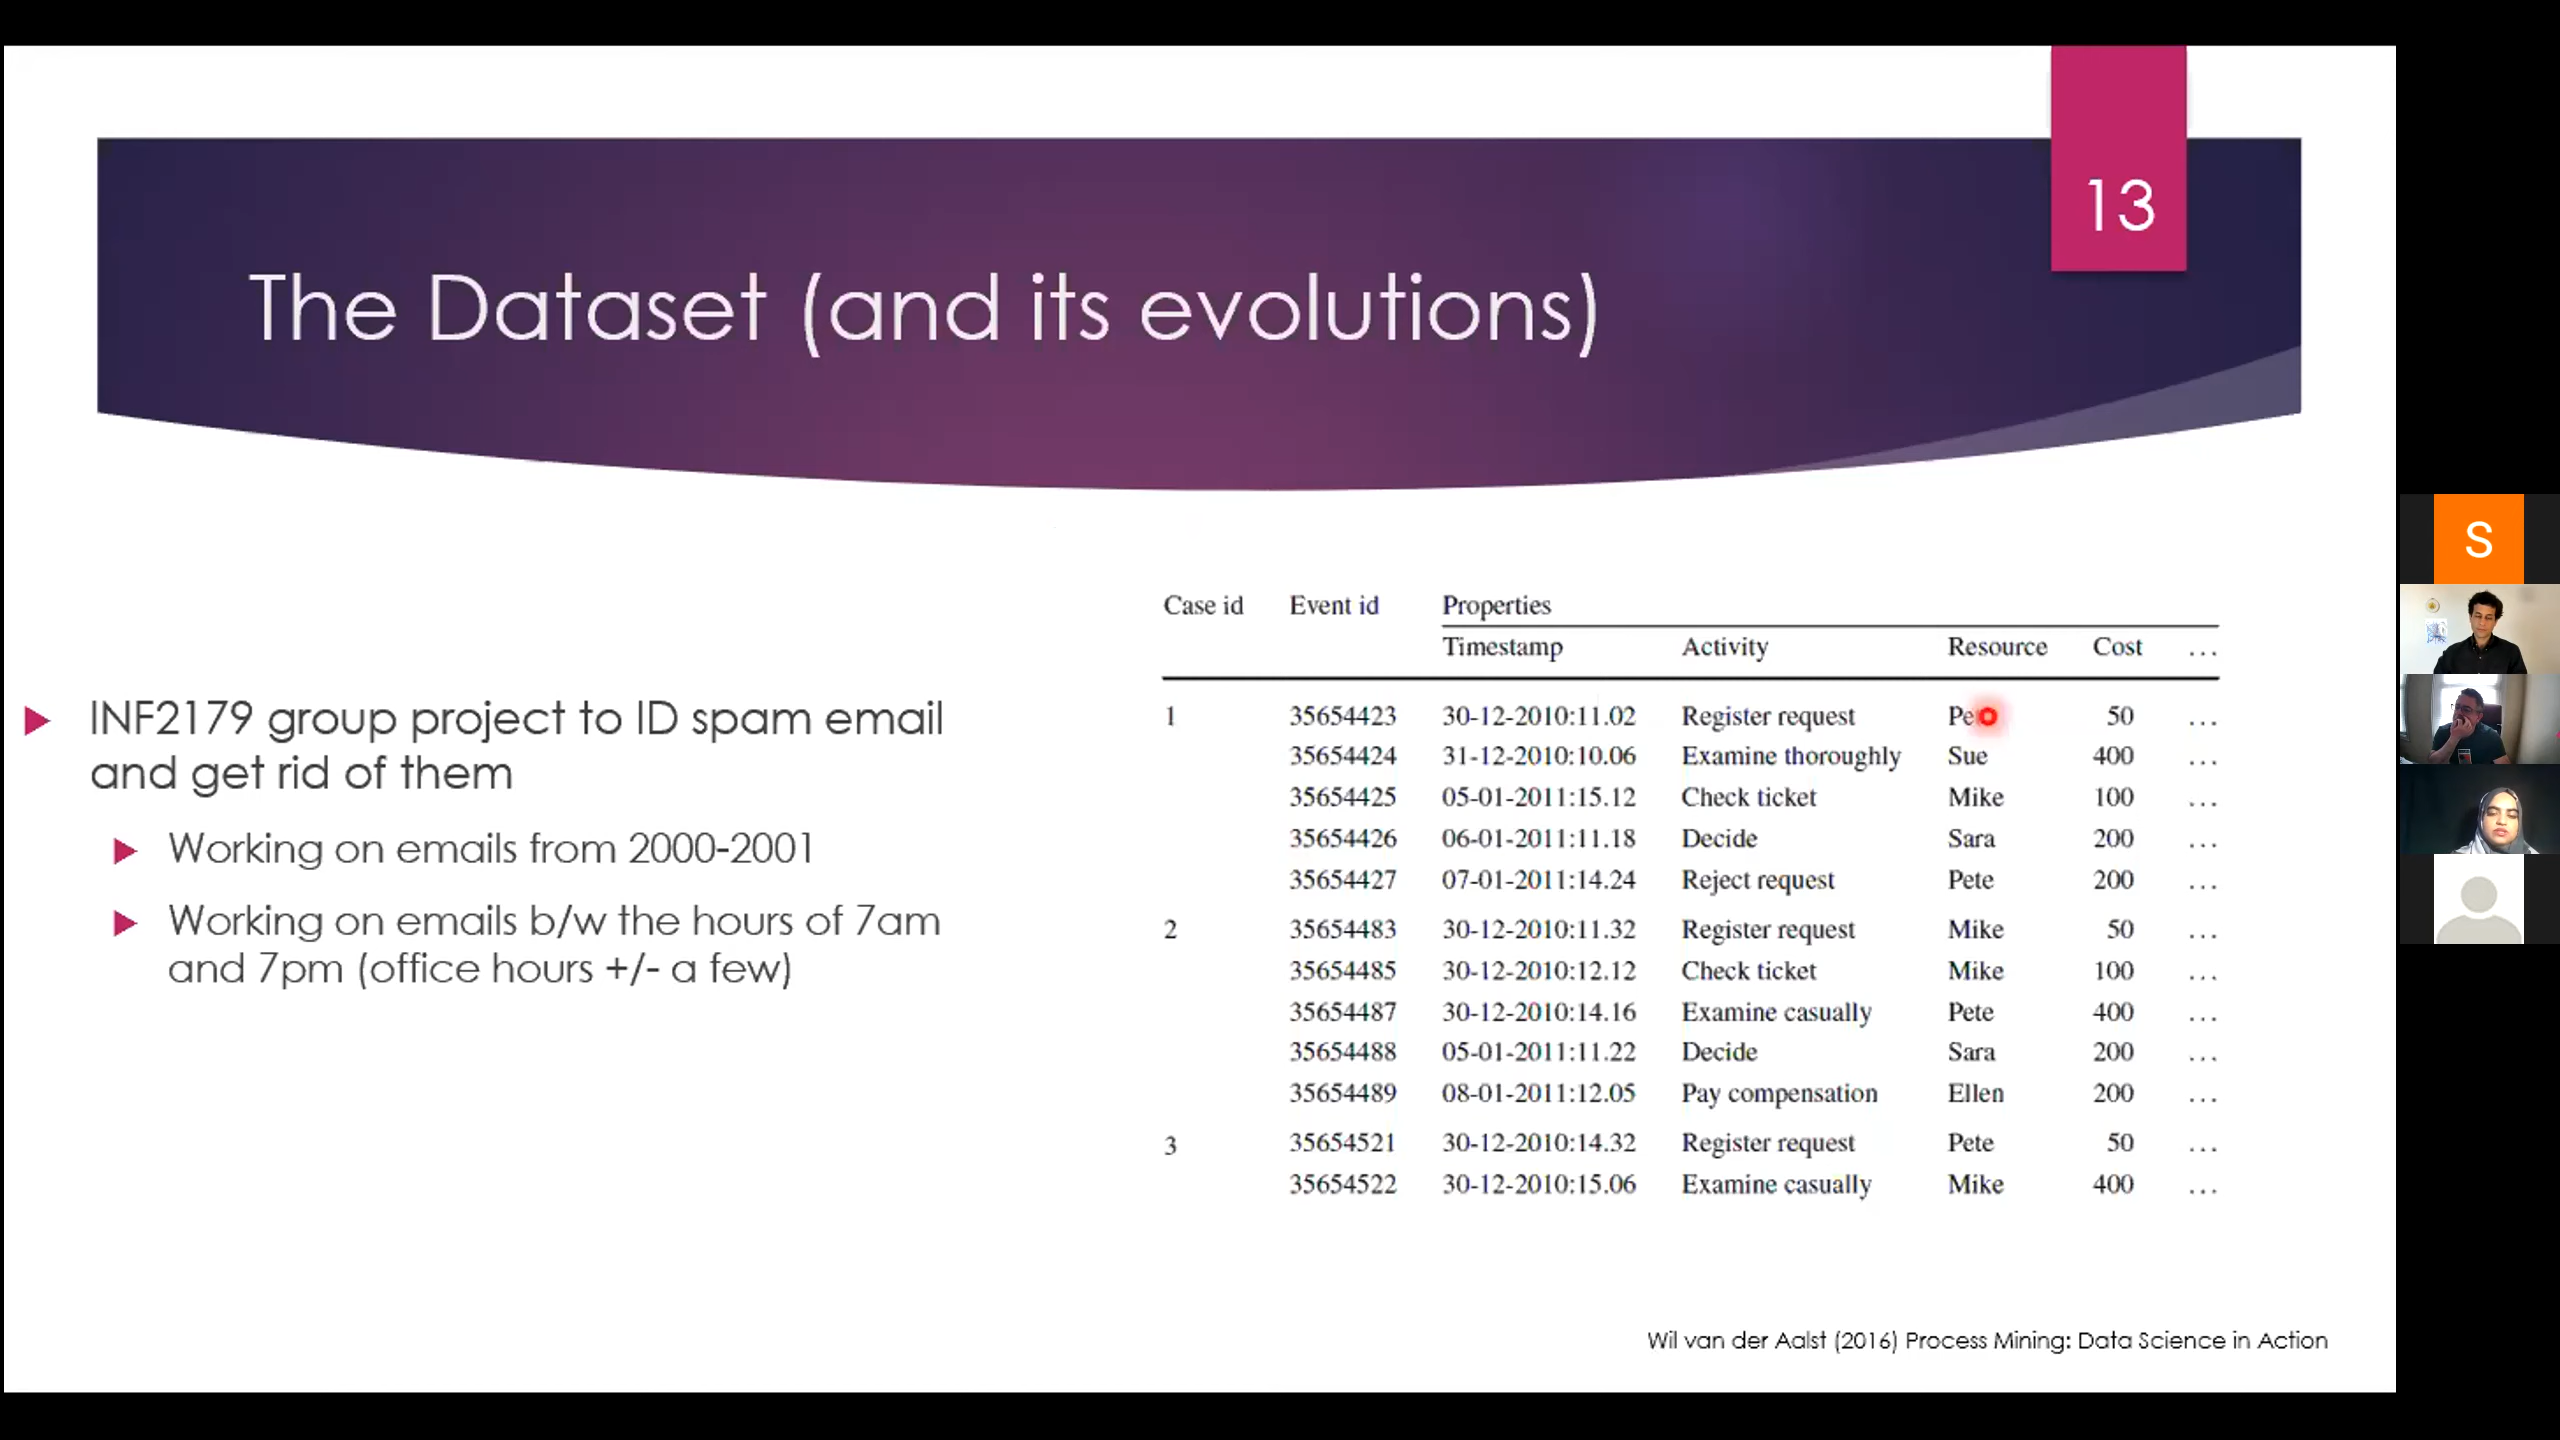 13
The Dataset (and its evolutions)
INF2179 group project to ID spam email
and get rid of them
Working on emails from 2000-2001
Working on emails b/w the hours of 7am
and 7pm (office hours +/- a few)
Case id Event id Properties
Timestamp Activity Resource Cost ...
1 35654423 30-12-2010:11.02 Register request 50 ...
35654424 31-12-2010:10.06 Examine thoroughly Sue 400 ...
35654425 05-01-2011:15.12 Check ticket Mike 100 ...
35654426 06-01-2011:11.18 Decide Sara 200 ...
35654427 07-01-2011:14.24 Reject request Pete 200 ...
2 35654483 30-12-2010:11.32 Register request Mike 50 ...
35654485 30-12-2010:12.12 Check ticket Mike 100 ...
35654487 30-12-2010:14.16 Examine casually Pete 400 ...
35654488 05-01-2011:11.22 Decide Sara 200 ...
35654489 08-01-2011:12.05 Pay compensation Ellen 200 ...
3 35654521 30-12-2010:14.32 Register request Pete 50 ...
35654522 30-12-2010:15.06 Examine casually Mike 400 ...
Wil van der Aalst (2016) Process Mining: Data Science in Action
S